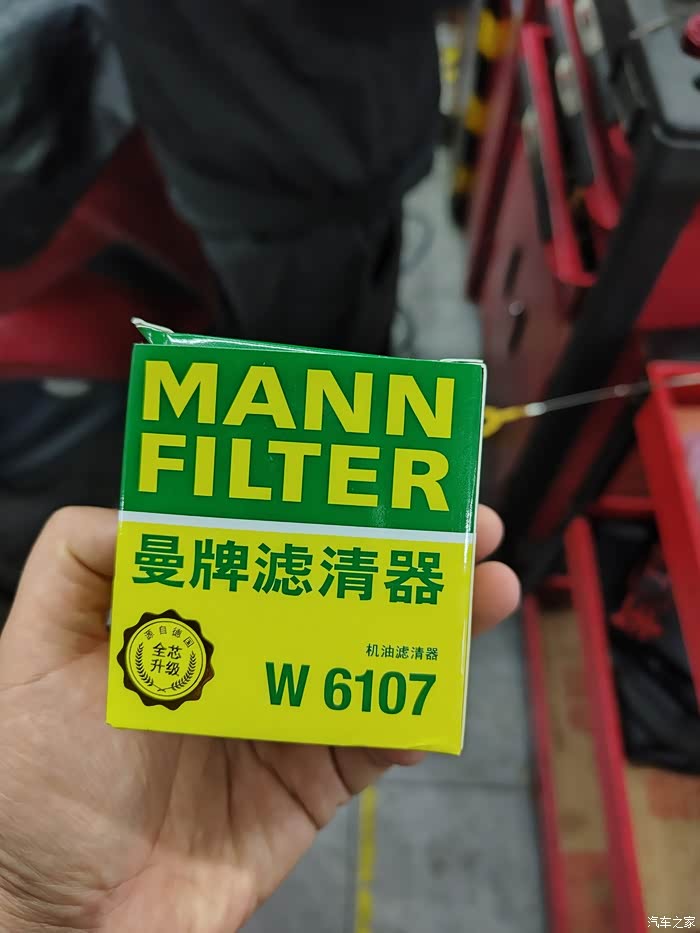 MANN
FILTER
曼牌滤清器
源自德国
全芯
升级
机油滤清器
W 6107
汽车之家